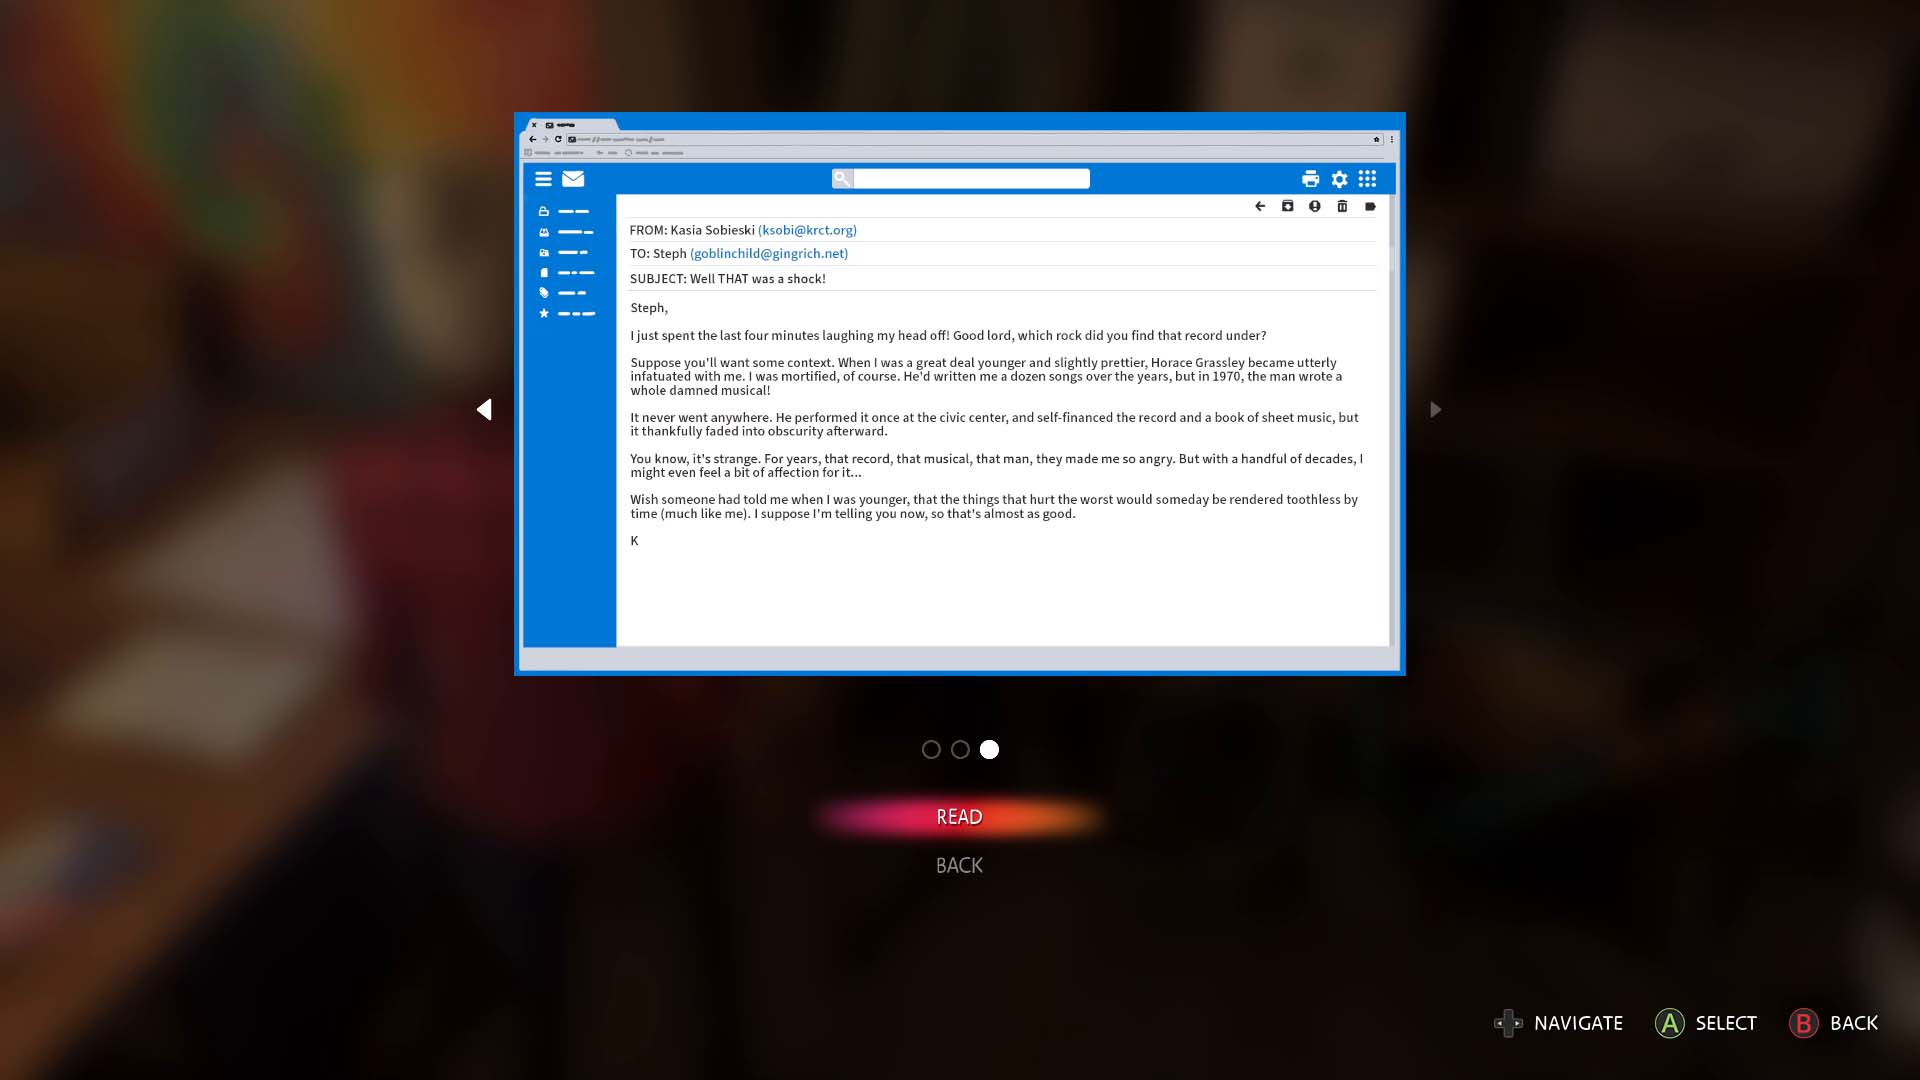 FROM: Kasia Sobieski (ksobi@krct.org)
TO: Steph (goblinchild@gingrich.net)
SUBJECT: Well THAT was a shock!
Steph,
I just spent the last four minutes laughing my head off! Good lord, which rock did you find that record under?
Suppose you'll want some context. When I was a great deal younger and slightly prettier, Horace Grassley became utterly
infatuated with me. I was mortified, of course. He'd written me a dozen songs over the years, but in 1970, the man wrote a
whole damned musical!
It never went anywhere. He performed it once at the civic center, and self-financed the record and a book of sheet music, but
it thankfully faded into obscurity afterward.
You know, it's strange. For years, that record, that musical, that man, they made me so angry. But with a handful of decades, I
might even feel a bit of affection for it...
Wish someone had told me when I was younger, that the things that hurt the worst would someday be rendered toothless by
time (much like me). I suppose I'm telling you now, so that's almost as good.
K
READ
BACK
NAVIGATE
A SELECT
B BACK